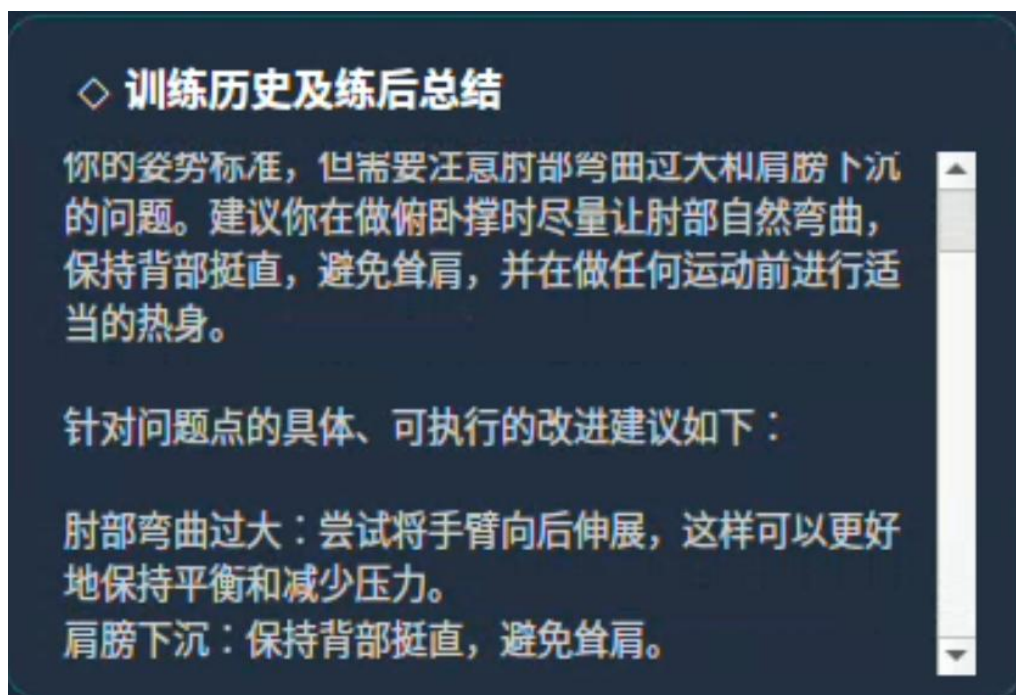 ◇ 训练历史及练后总结
你的姿势标准，但需要注意肘部弯曲过大和肩膀下沉
的问题。建议你在做俯卧撑时尽量让肘部自然弯曲，
保持背部挺直，避免耸肩，并在做任何运动前进行适
当的热身。
针对问题点的具体、可执行的改进建议如下：
肘部弯曲过大：尝试将手臂向后伸展，这样可以更好
地保持平衡和减少压力。
肩膀下沉：保持背部挺直，避免耸肩。